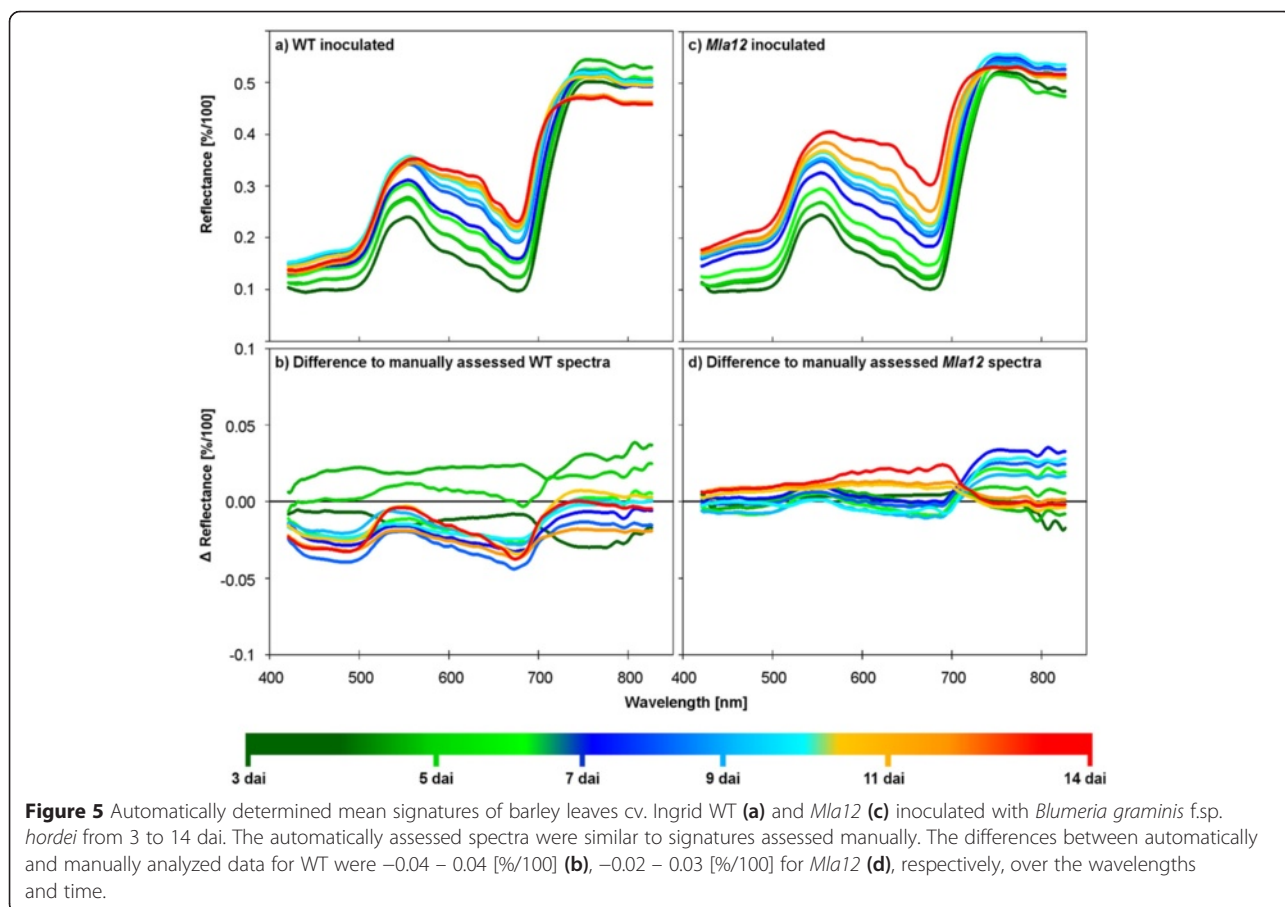 a) WT inoculated
c) Mla12 inoculated
Reflectance [%/100]
0.5
0.4
0.3
0.2
0.1
b) Difference to manually assessed WT spectra
d) Difference to manually assessed Mla12 spectra
Δ Reflectance [%/100]
0.1
0.05
0.00
-0.05
-0.1
400 500 600 700 800 400 500 600 700 800
Wavelength [nm]
3 dai 5 dai 7 dai 9 dai 11 dai 14 dai
Figure 5 Automatically determined mean signatures of barley leaves cv. Ingrid WT (a) and Mla12 (c) inoculated with Blumeria graminis f.sp.
hordei from 3 to 14 dai. The automatically assessed spectra were similar to signatures assessed manually. The differences between automatically
and manually analyzed data for WT were −0.04 – 0.04 [%/100] (b), −0.02 – 0.03 [%/100] for Mla12 (d), respectively, over the wavelengths
and time.